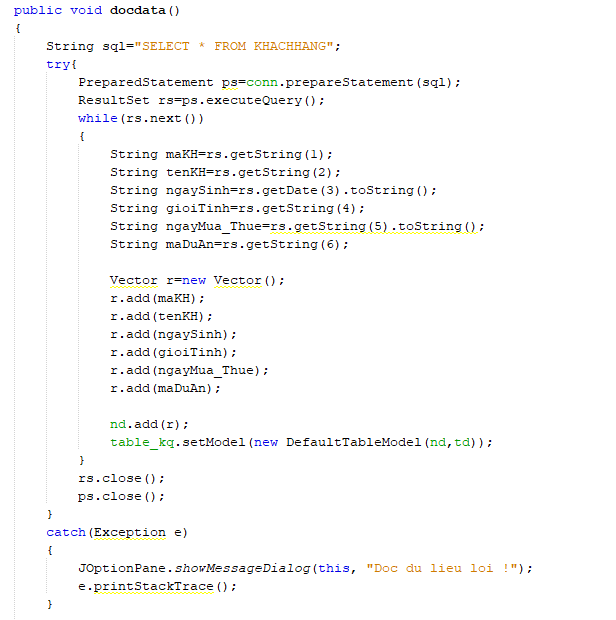 public void docdata()
{
    String sql="SELECT * FROM KHACHHANG";
    try{
        PreparedStatement ps=conn.prepareStatement(sql);
        ResultSet rs=ps.executeQuery();
        while(rs.next())
        {
            String maKH=rs.getString(1);
            String tenKH=rs.getString(2);
            String ngaySinh=rs.getDate(3).toString();
            String gioiTinh=rs.getString(4);
            String ngayMua_Thue=rs.getString(5).toString();
            String maDuAn=rs.getString(6);

            Vector r=new Vector();
            r.add(maKH);
            r.add(tenKH);
            r.add(ngaySinh);
            r.add(gioiTinh);
            r.add(ngayMua_Thue);
            r.add(maDuAn);

            nd.add(r);
            table_kq.setModel(new DefaultTableModel(nd,td));
        }
        rs.close();
        ps.close();
    }
    catch(Exception e)
    {
        JOptionPane.showMessageDialog(this, "Doc du lieu loi !");
        e.printStackTrace();
    }